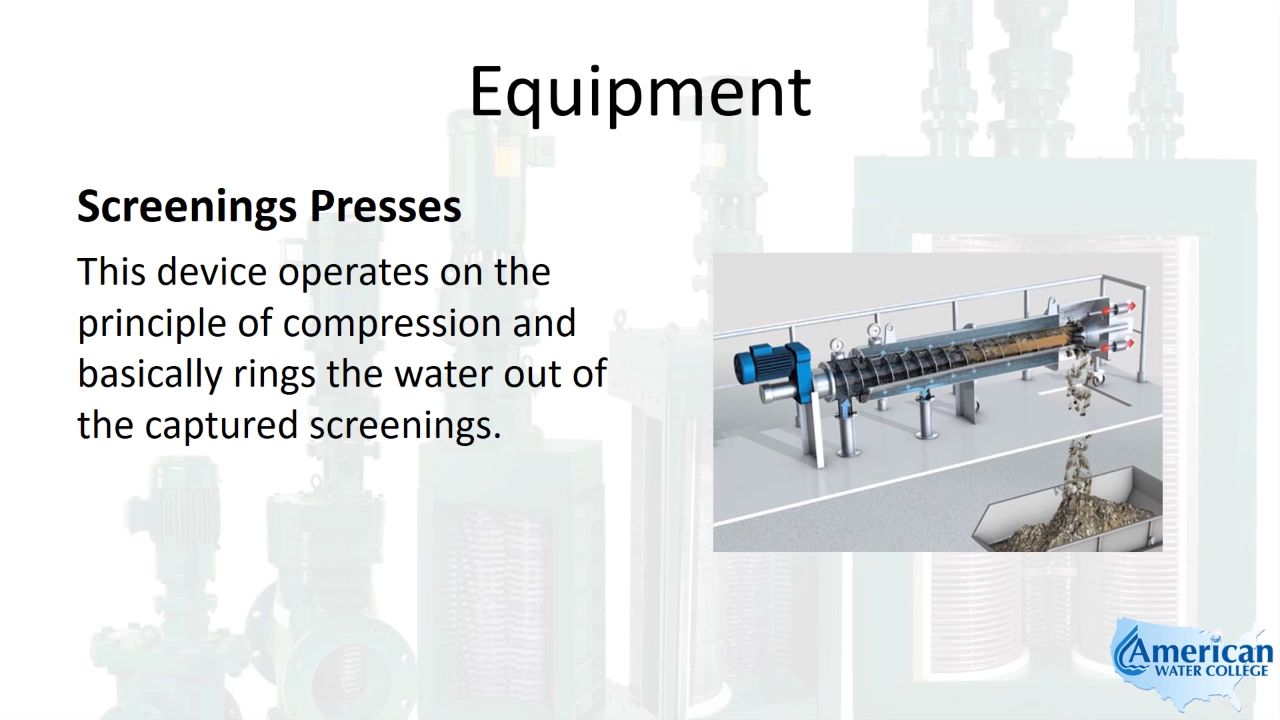 Equipment
Screenings Presses
This device operates on the
principle of compression and
basically rings the water out of
the captured screenings.
American
WATER COLLEGE